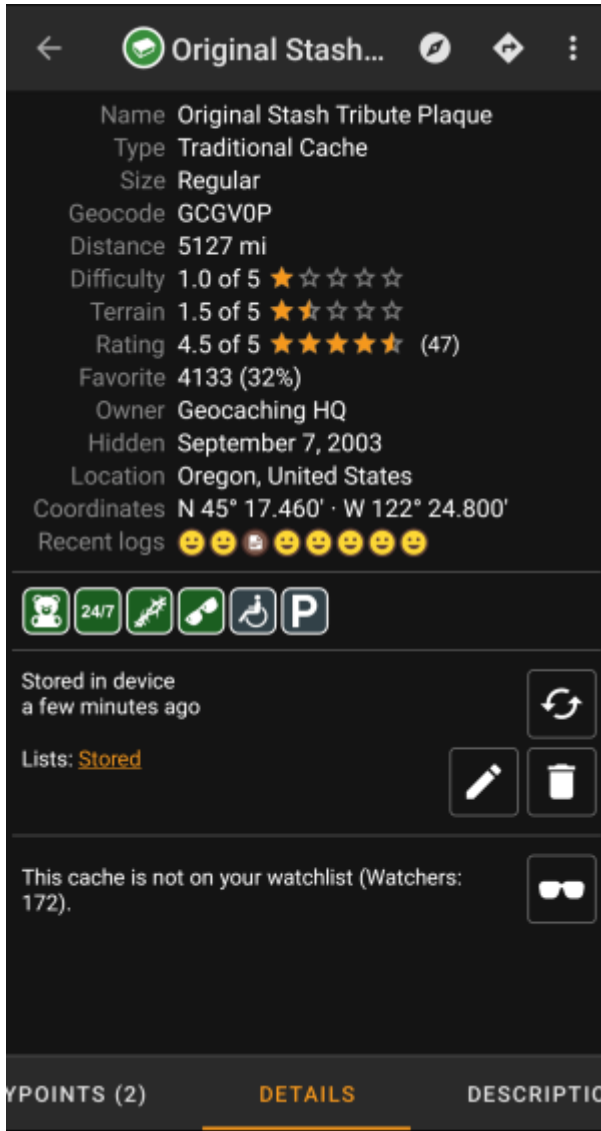 Original Stash...
Name Original Stash Tribute Plaque
Type Traditional Cache
Size Regular
Geocode GCGV0P
Distance 5127 mi
Difficulty 1.0 of 5
Terrain 1.5 of 5
Rating 4.5 of 5 (47)
Favorite 4133 (32%)
Owner Geocaching HQ
Hidden September 7, 2003
Location Oregon, United States
Coordinates N 45° 17.460' · W 122° 24.800'
Recent logs
24/7 P
Stored in device
a few minutes ago
Lists: Stored
This cache is not on your watchlist (Watchers:
172).
YPOINTS (2) DETAILS DESCRIPTIO